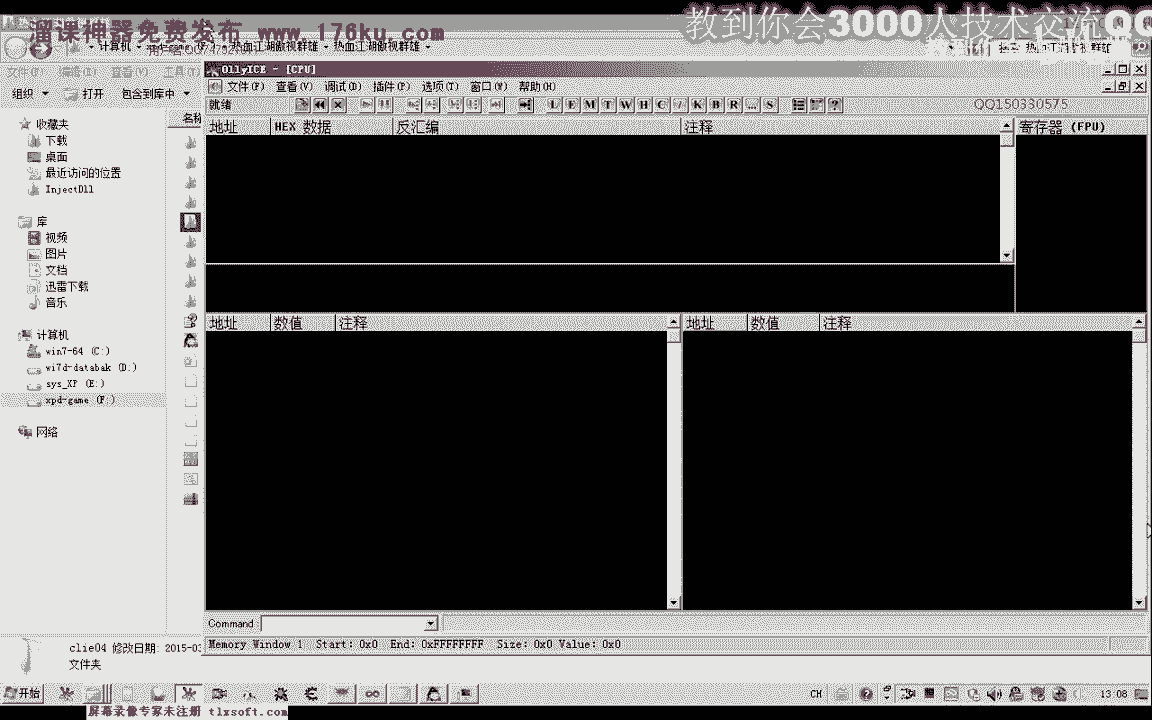 溜课神器免费发布 www.176ku.com
教到你会3000人技术交流QQ
计算机
热血江湖傲视群雄
热血江湖傲视群雄
文件(F) 编辑(E) 查看(V) 工具(T)
组织 打开 包含到库中
名称
收藏夹
下载
桌面
最近访问的位置
InjectDll
库
视频
图片
文档
迅雷下载
音乐
计算机
win7-64 (C:)
wi7d-databak (D:)
sys_XP (E:)
xpd-game (F:)
网络
clie04 修改日期: 2015-03
文件夹
OllyICE - [CPU]
文件(F) 查看(V) 调试(D) 插件(P) 选项(T) 窗口(W) 帮助(H)
就绪
L E M T W H C / K B R ... S
QQ150330575
地址 HEX 数据 反汇编 注释 寄存器 (FPU)
地址 数值 注释 地址 数值 注释
Command
Memory Window 1 Start: 0x0 End: 0xFFFFFFFF Size: 0x0 Value: 0x0
开始 CH 13:08
屏幕录像专家未注册 tlxsoft.com